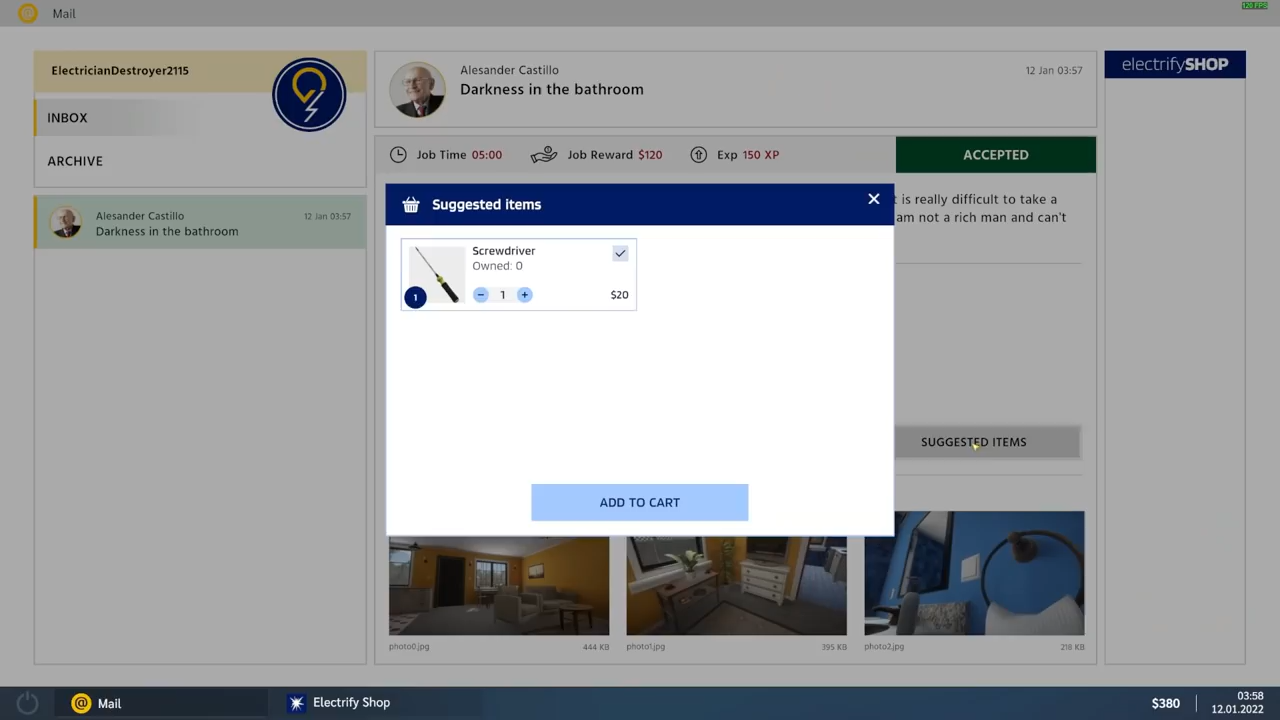 Mail
120 FPS
ElectricianDestroyer2115
INBOX
ARCHIVE
Alesander Castillo
12 Jan 03:57
Darkness in the bathroom
Alesander Castillo
12 Jan 03:57
Darkness in the bathroom
Job Time 05:00
Job Reward $120
Exp 150 XP
ACCEPTED
is really difficult to take a
am not a rich man and can't
Suggested items
Screwdriver
Owned: 0
1
1
$20
ADD TO CART
SUGGESTED ITEMS
photo0.jpg
444 KB
photo1.jpg
395 KB
photo2.jpg
218 KB
electrifySHOP
Mail
Electrify Shop
$380
03:58
12.01.2022